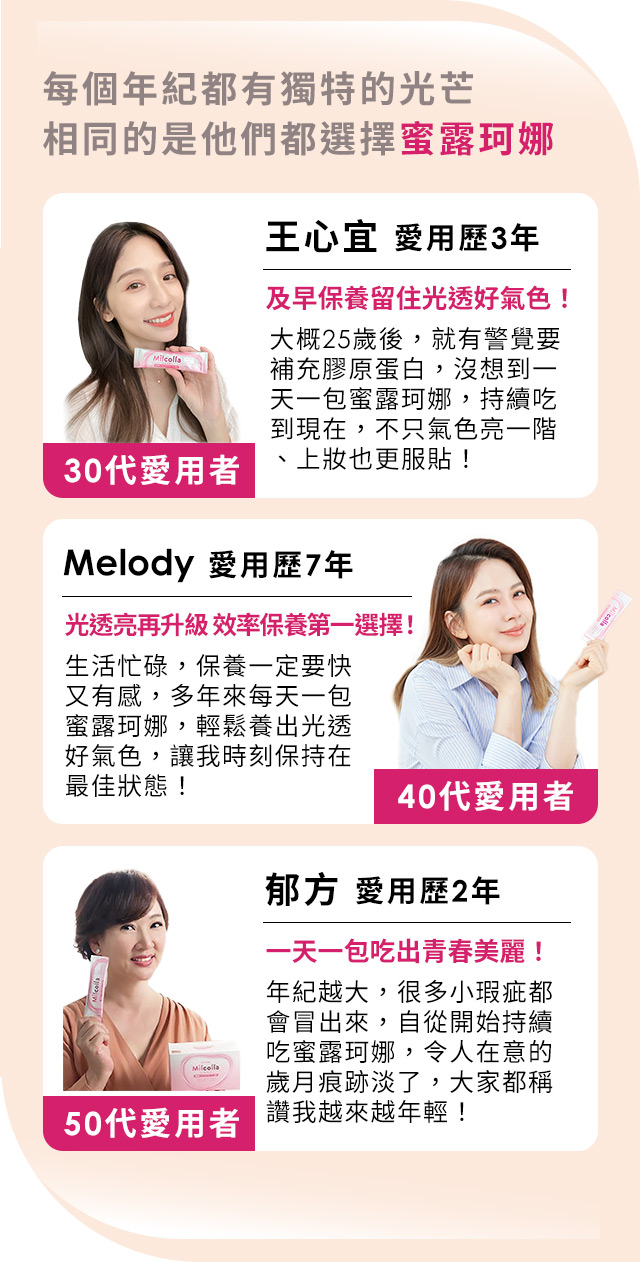 每個年紀都有獨特的光芒
相同的是他們都選擇蜜露珂娜
王心宜 愛用歷3年
及早保養留住光透好氣色！
大概25歲後，就有警覺要
補充膠原蛋白，沒想到一
天一包蜜露珂娜，持續吃
到現在，不只氣色亮一階
、上妝也更服貼！
Milcolla
30代愛用者
Melody 愛用歷7年
光透亮再升級 效率保養第一選擇！
生活忙碌，保養一定要快
又有感，多年來每天一包
蜜露珂娜，輕鬆養出光透
好氣色，讓我時刻保持在
最佳狀態！
Milcolla
40代愛用者
郁方 愛用歷2年
一天一包吃出青春美麗！
年紀越大，很多小瑕疵都
會冒出來，自從開始持續
吃蜜露珂娜，令人在意的
歲月痕跡淡了，大家都稱
讚我越來越年輕！
Milcolla
Milcolla
50代愛用者